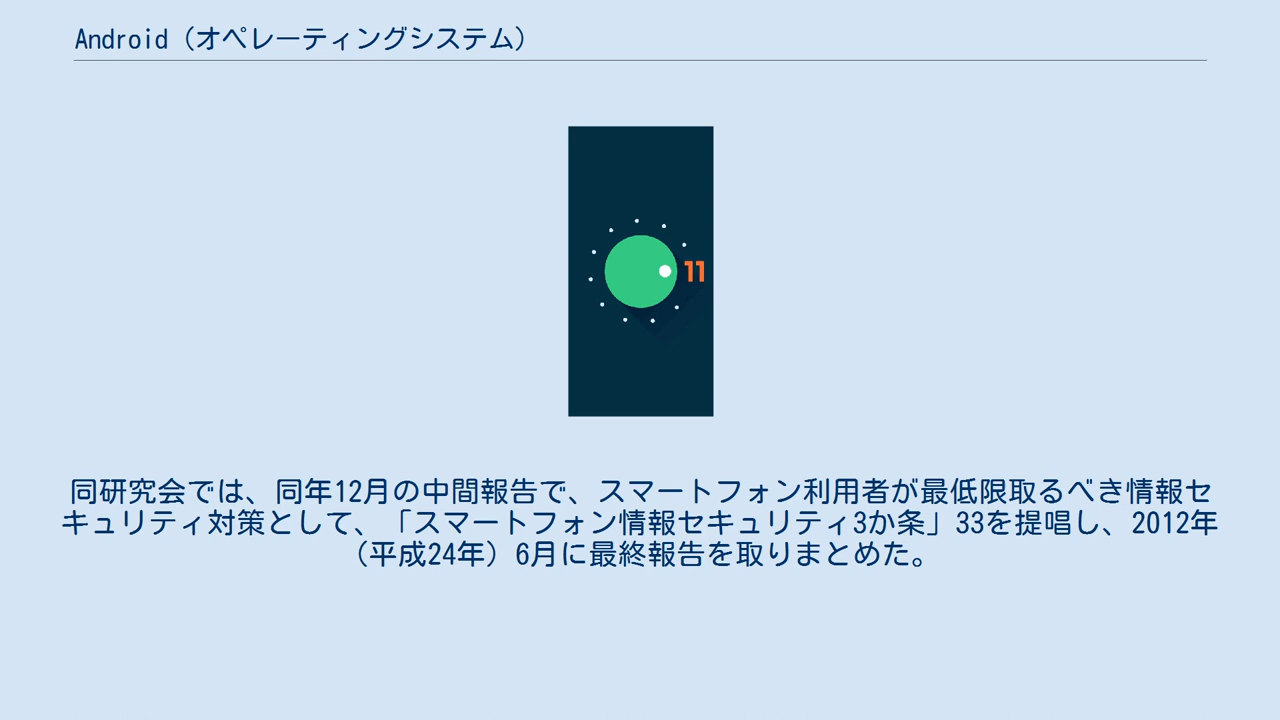 Android（オペレーティングシステム）
11
同研究会では、同年12月の中間報告で、スマートフォン利用者が最低限取るべき情報セ
キュリティ対策として、「スマートフォン情報セキュリティ3か条」33を提唱し、2012年
（平成24年）6月に最終報告を取りまとめた。